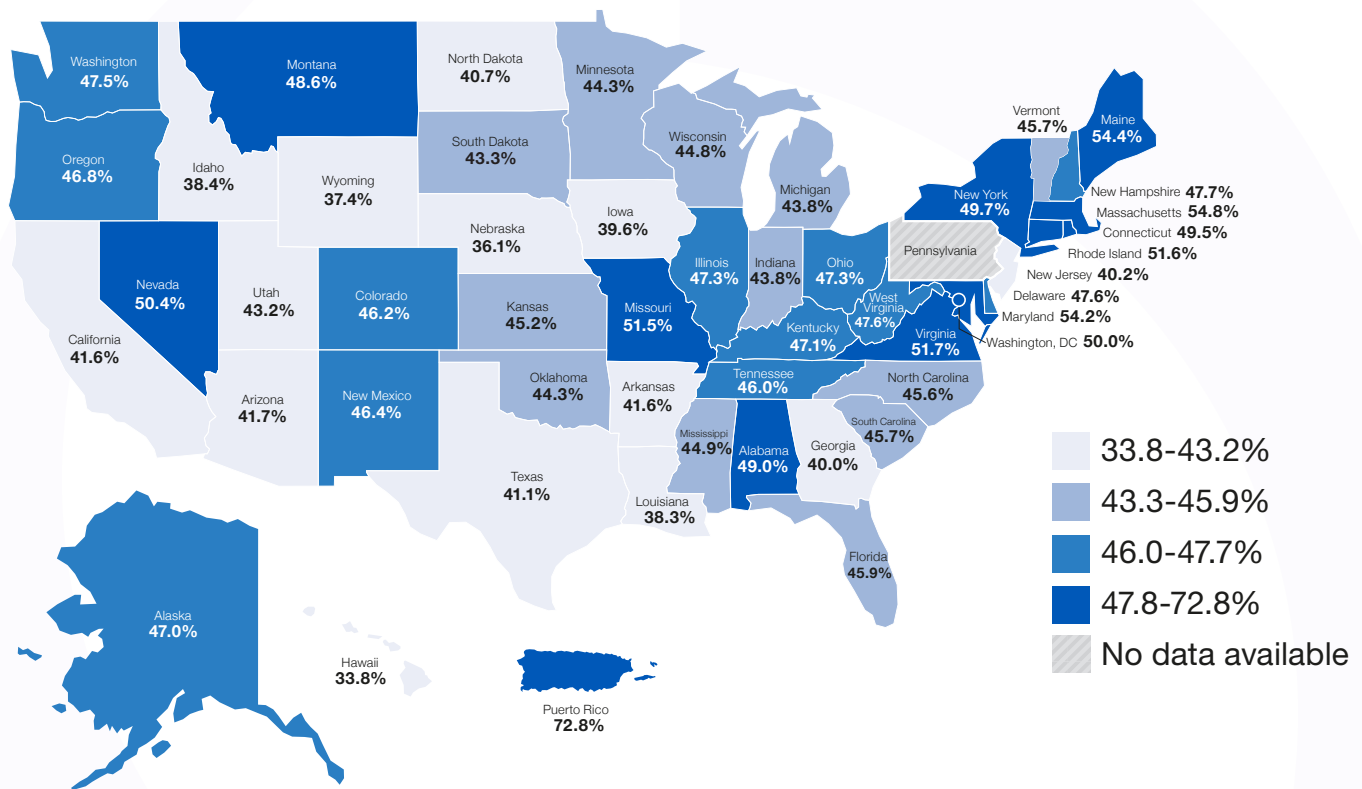 Washington
47.5%
Montana
48.6%
North Dakota
40.7%
Minnesota
44.3%
Vermont
45.7%
Maine
54.4%
Oregon
46.8%
Idaho
38.4%
Wyoming
37.4%
South Dakota
43.3%
Wisconsin
44.8%
Michigan
43.8%
New York
49.7%
New Hampshire 47.7%
Massachusetts 54.8%
Connecticut 49.5%
Rhode Island 51.6%
New Jersey 40.2%
Delaware 47.6%
Maryland 54.2%
Washington, DC 50.0%
Nebraska
36.1%
Iowa
39.6%
Pennsylvania
Nevada
50.4%
Utah
43.2%
Colorado
46.2%
Kansas
45.2%
Missouri
51.5%
Illinois
47.3%
Indiana
43.8%
Ohio
47.3%
West
Virginia
47.6%
Virginia
51.7%
Kentucky
47.1%
California
41.6%
Arizona
41.7%
New Mexico
46.4%
Oklahoma
44.3%
Arkansas
41.6%
Tennessee
46.0%
North Carolina
45.6%
South Carolina
45.7%
Mississippi
44.9%
Alabama
49.0%
Georgia
40.0%
Texas
41.1%
Louisiana
38.3%
Florida
45.9%
Alaska
47.0%
Hawaii
33.8%
Puerto Rico
72.8%
33.8-43.2%
43.3-45.9%
46.0-47.7%
47.8-72.8%
No data available